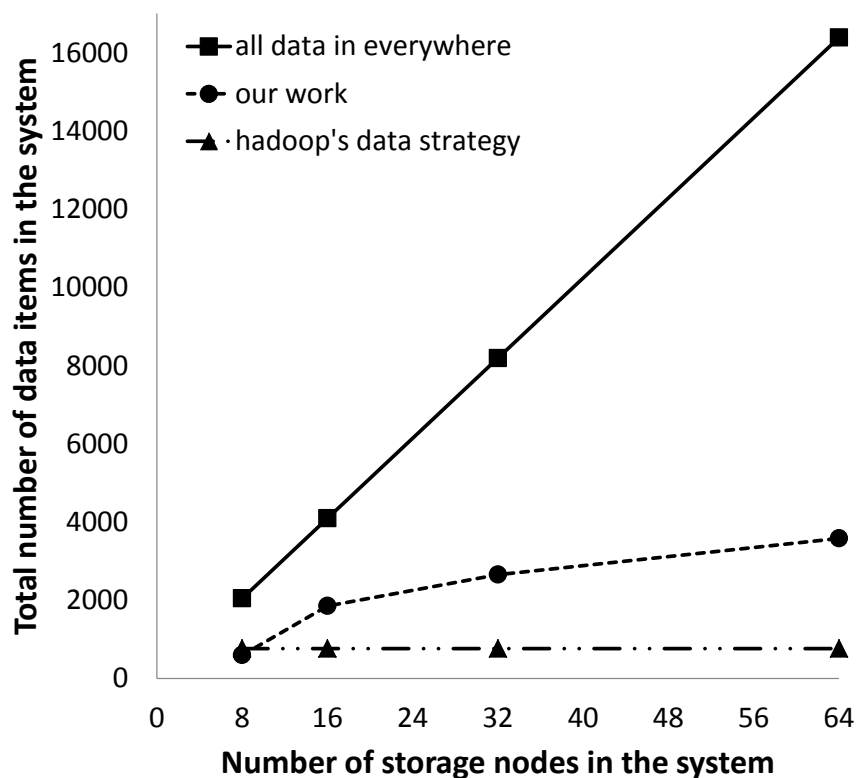 Total number of data items in the system
16000
14000
12000
10000
8000
6000
4000
2000
0
all data in everywhere
our work
hadoop's data strategy
0 8 16 24 32 40 48 56 64
Number of storage nodes in the system